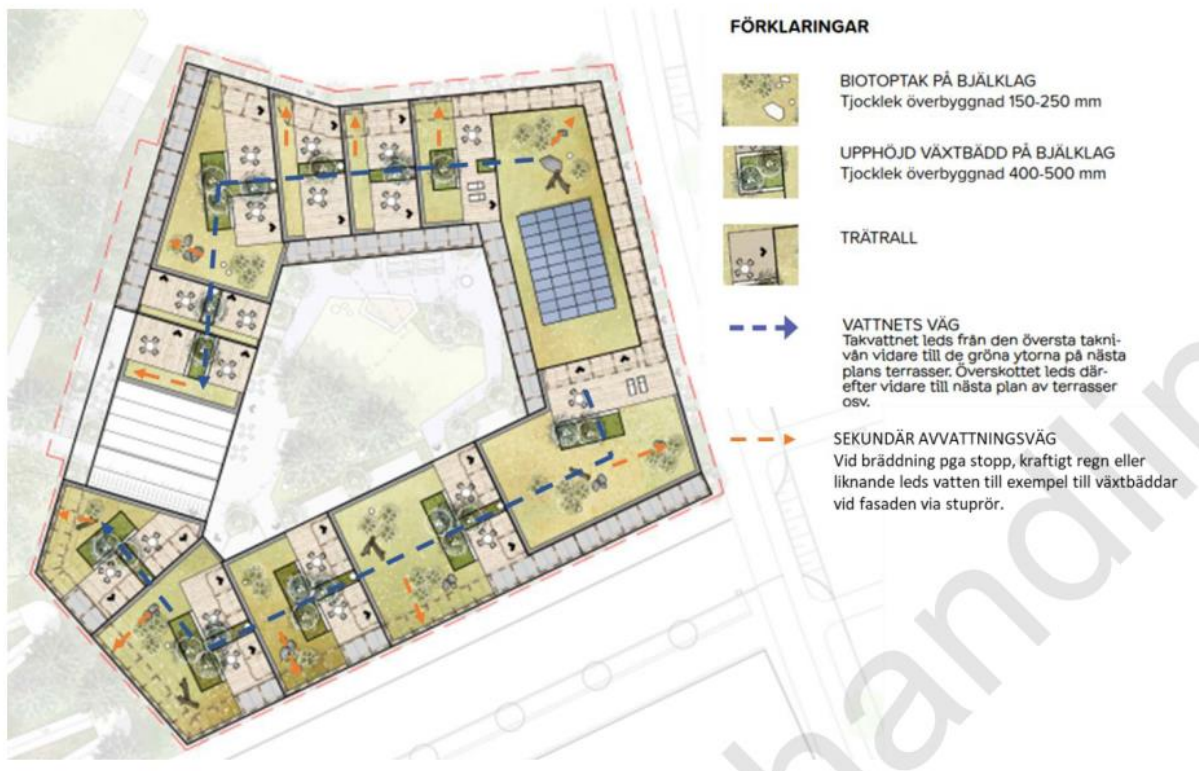 FÖRKLARINGAR
BIOTOPTAK PÅ BJÄLKLAG
Tjocklek överbyggnad 150-250 mm
UPPHÖJD VÄXTBÄDD PÅ BJÄLKLAG
Tjocklek överbyggnad 400-500 mm
TRÄTRALL
VATTNETS VÄG
Takvattnet leds från den översta takni-
vån vidare till de gröna ytorna på nästa
plans terrasser. Överskottet leds där-
efter vidare till nästa plan av terrasser
osv.
SEKUNDÄR AVVATTNINGSVÄG
Vid bräddning pga stopp, kraftigt regn eller
liknande leds vatten till exempel till växtbäddar
vid fasaden via stuprör.
handlin